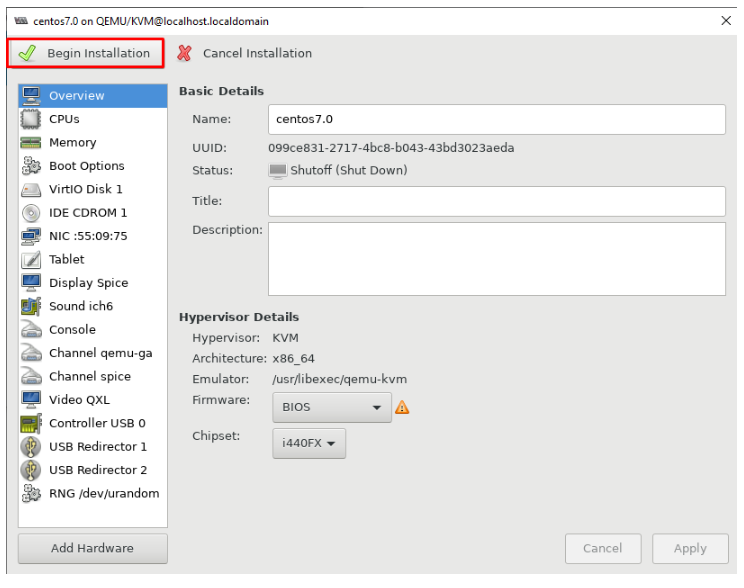 centos7.0 on QEMU/KVM@localhost.localdomain
Begin Installation
Cancel Installation
Overview
CPUs
Memory
Boot Options
VirtIO Disk 1
IDE CDROM 1
NIC :55:09:75
Tablet
Display Spice
Sound ich6
Console
Channel qemu-ga
Channel spice
Video QXL
Controller USB 0
USB Redirector 1
USB Redirector 2
RNG /dev/urandom
Add Hardware
Basic Details
Name: centos7.0
UUID: 099ce831-2717-4bc8-b043-43bd3023aeda
Status: Shutoff (Shut Down)
Title:
Description:
Hypervisor Details
Hypervisor: KVM
Architecture: x86_64
Emulator: /usr/libexec/qemu-kvm
Firmware: BIOS
Chipset: i440FX
Cancel
Apply